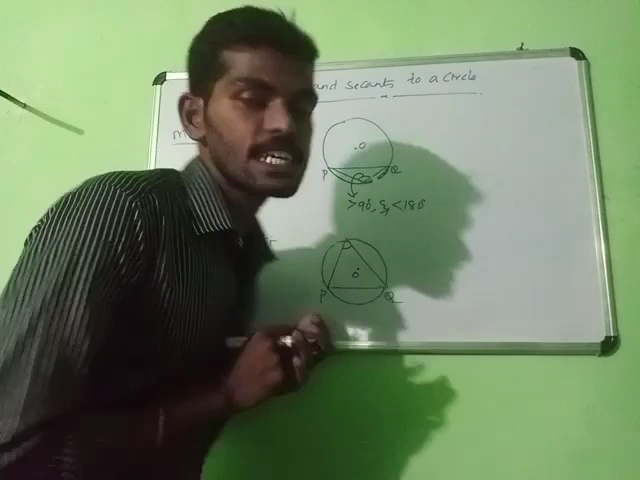 and secants to a circle
.O
P Q
>90, & <180
O
P Q